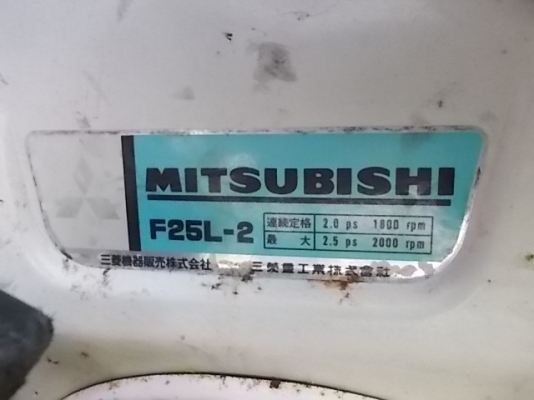 MITSUBISHI
F25L-2
連続定格 2.0 ps 1800 rpm
最大 2.5 ps 2000 rpm
三菱機器販売株式会社 三菱重工業株式会社